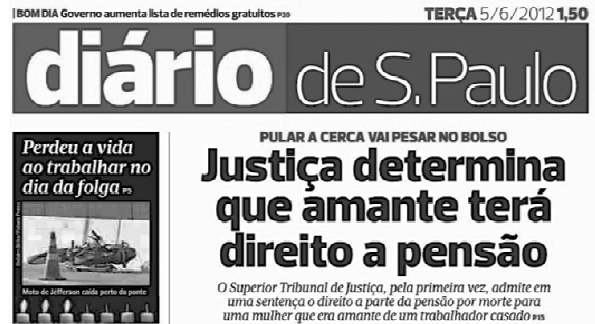 BOM DIA Governo aumenta lista de remédios gratuitos P20
TERÇA 5/6/2012 1,50
diário de S. Paulo
Perdeu a vida
ao trabalhar no
dia da folga P5
Moto de Jéfferson caída perto da ponte
PULAR A CERCA VAI PESAR NO BOLSO
Justiça determina
que amante terá
direito a pensão
O Superior Tribunal de Justiça, pela primeira vez, admite em
uma sentença o direito a parte da pensão por morte para
uma mulher que era amante de um trabalhador casado P15